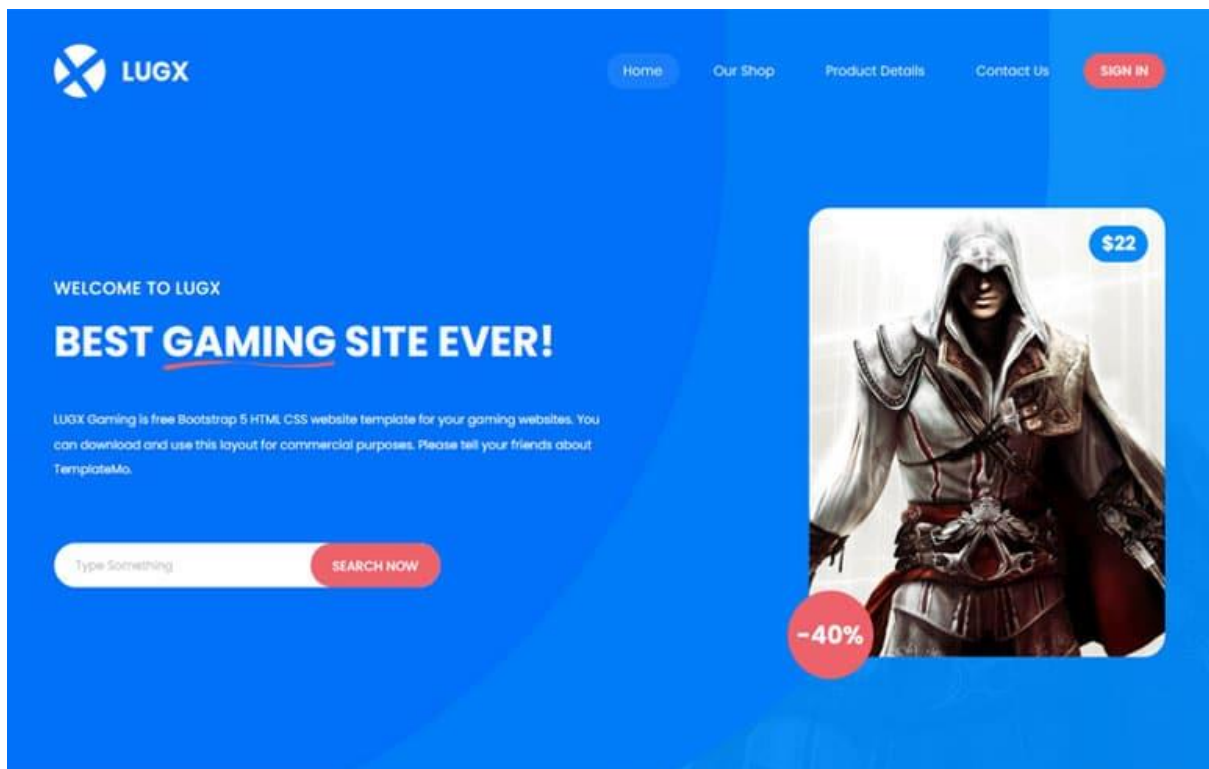 LUGX
Home
Our Shop
Product Details
Contact Us
SIGN IN
WELCOME TO LUGX
BEST GAMING SITE EVER!
LUGX Gaming is free Bootstrap 5 HTML CSS website template for your gaming websites. You
can download and use this layout for commercial purposes. Please tell your friends about
TemplateMo.
Type Something
SEARCH NOW
$22
-40%